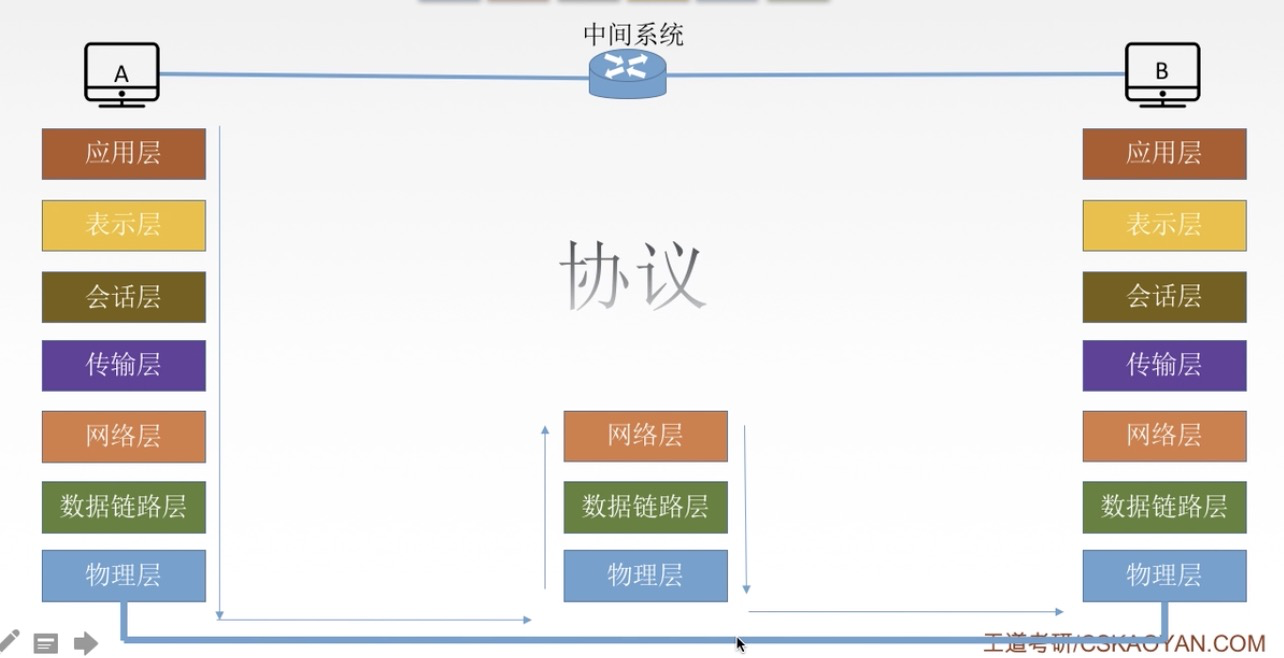 中间系统
A
B
应用层
应用层
表示层
表示层
会话层
会话层
协议
传输层
传输层
网络层
网络层
网络层
数据链路层
数据链路层
数据链路层
物理层
物理层
物理层
王道考研/CSKAOYAN.COM